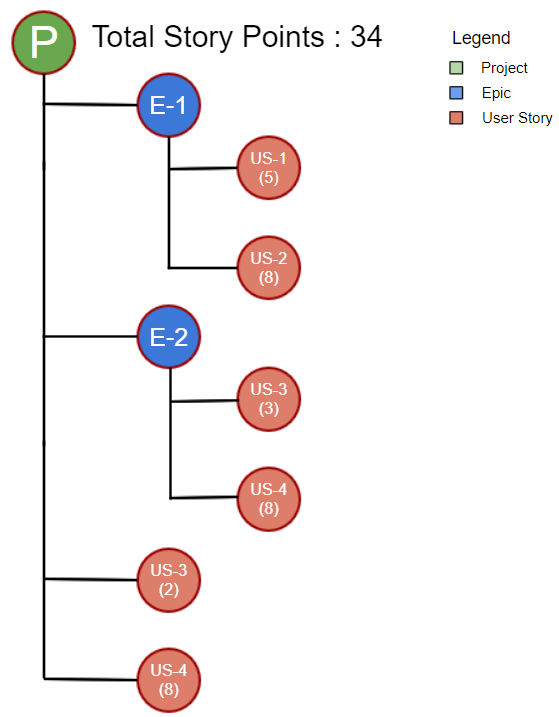 P
Total Story Points : 34
Legend
Project
Epic
User Story
E-1
US-1
(5)
US-2
(8)
E-2
US-3
(3)
US-4
(8)
US-3
(2)
US-4
(8)